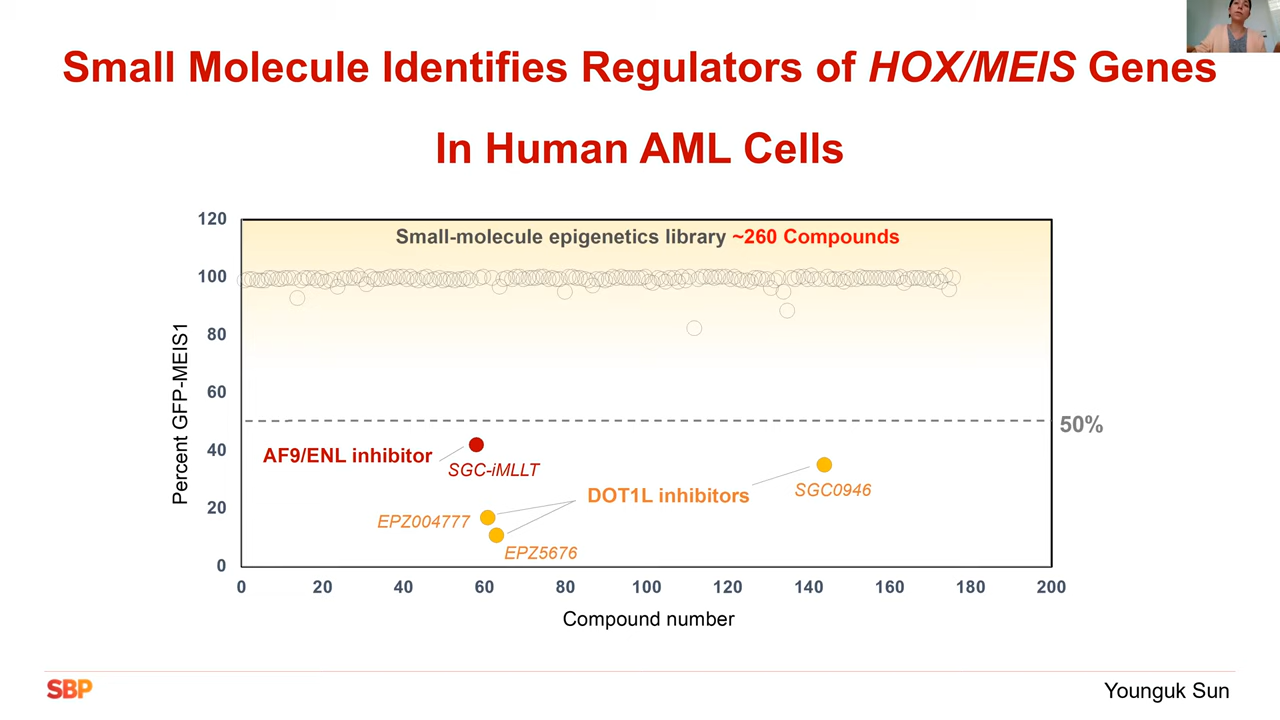 Small Molecule Identifies Regulators of HOX/MEIS Genes
In Human AML Cells
Small-molecule epigenetics library ~260 Compounds
Percent GFP-MEIS1
120
100
80
60
40
20
0
50%
AF9/ENL inhibitor
SGC-iMLLT
DOT1L inhibitors
SGC0946
EPZ004777
EPZ5676
0 20 40 60 80 100 120 140 160 180 200
Compound number
SBP
Younguk Sun